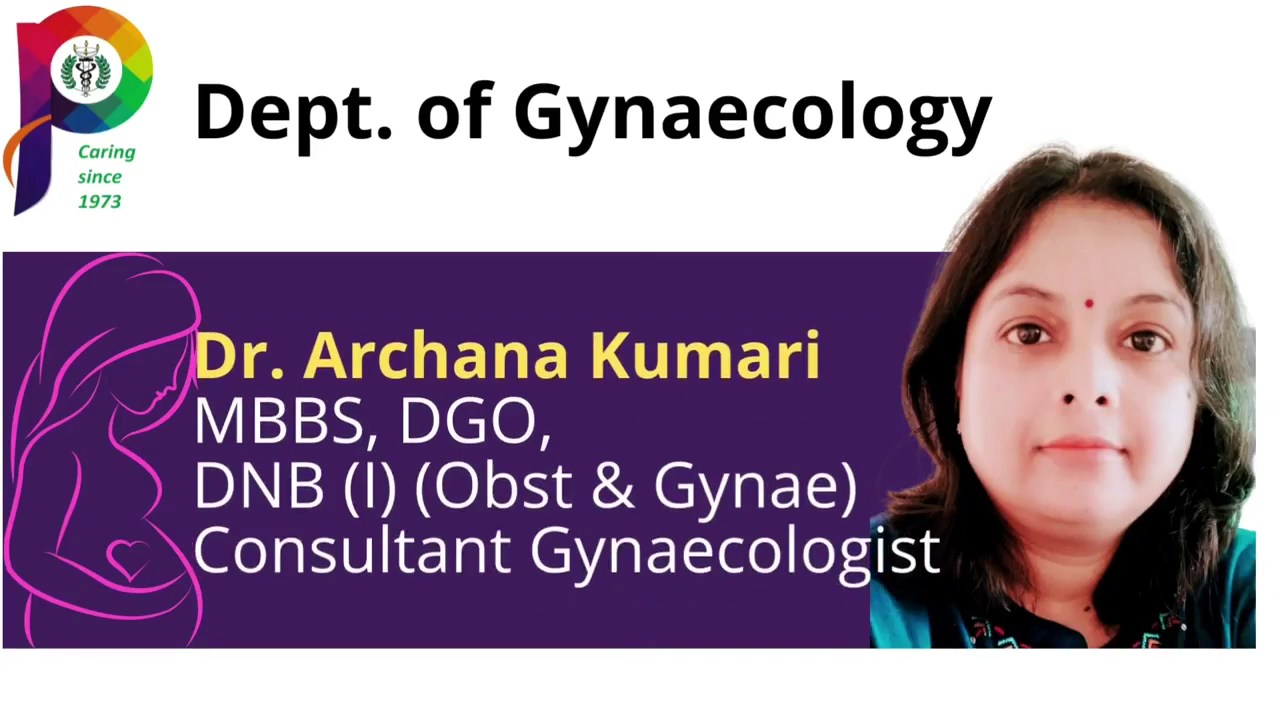 Caring
since
1973
Dept. of Gynaecology
Dr. Archana Kumari
MBBS, DGO,
DNB (I) (Obst & Gynae)
Consultant Gynaecologist